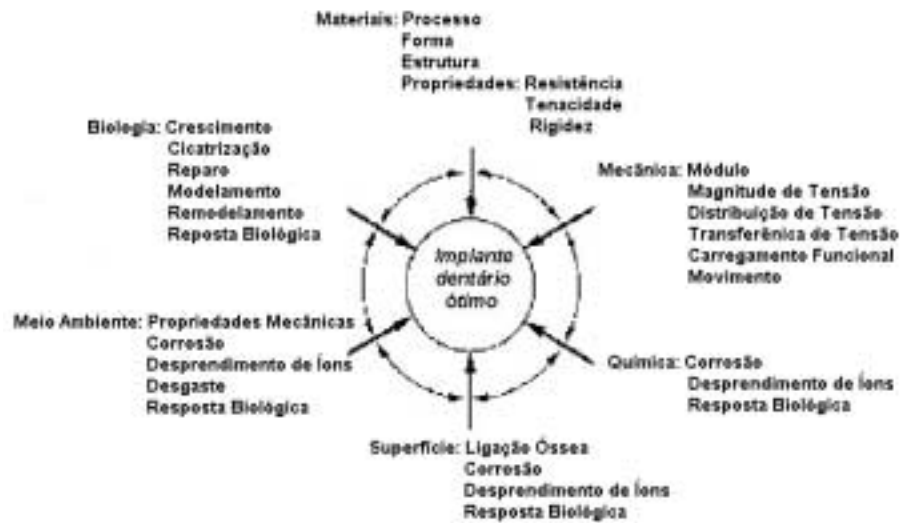 Materiais: Processo
Forma
Estrutura
Propriedades: Resistência
Tenacidade
Rigidez
Biologia: Crescimento
Cicatrização
Reparo
Modelamento
Remodelamento
Reposta Biológica
Mecânica: Módulo
Magnitude de Tensão
Distribuição de Tensão
Transferênica de Tensão
Carregamento Funcional
Movimento
Implante
dentário
ótimo
Meio Ambiente: Propriedades Mecânicas
Corrosão
Desprendimento de Íons
Desgaste
Resposta Biológica
Química: Corrosão
Desprendimento de Íons
Resposta Biológica
Superfície: Ligação Óssea
Corrosão
Desprendimento de Íons
Resposta Biológica